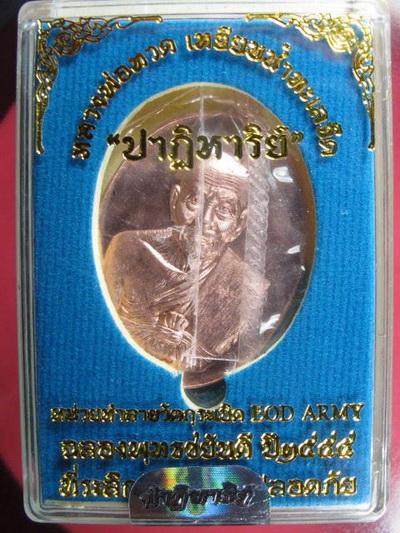 หลวงพ่อทวด เหยียบน้ำทะเลจืด
"ปาฏิหาริย์"
หน่วยทำลายวัตถุระเบิด EOD ARMY
ฉลองพุทธชยันตี ปี๒๕๕๕
ที่ระลึก ปลอดภัย
ปาฏิหาริย์